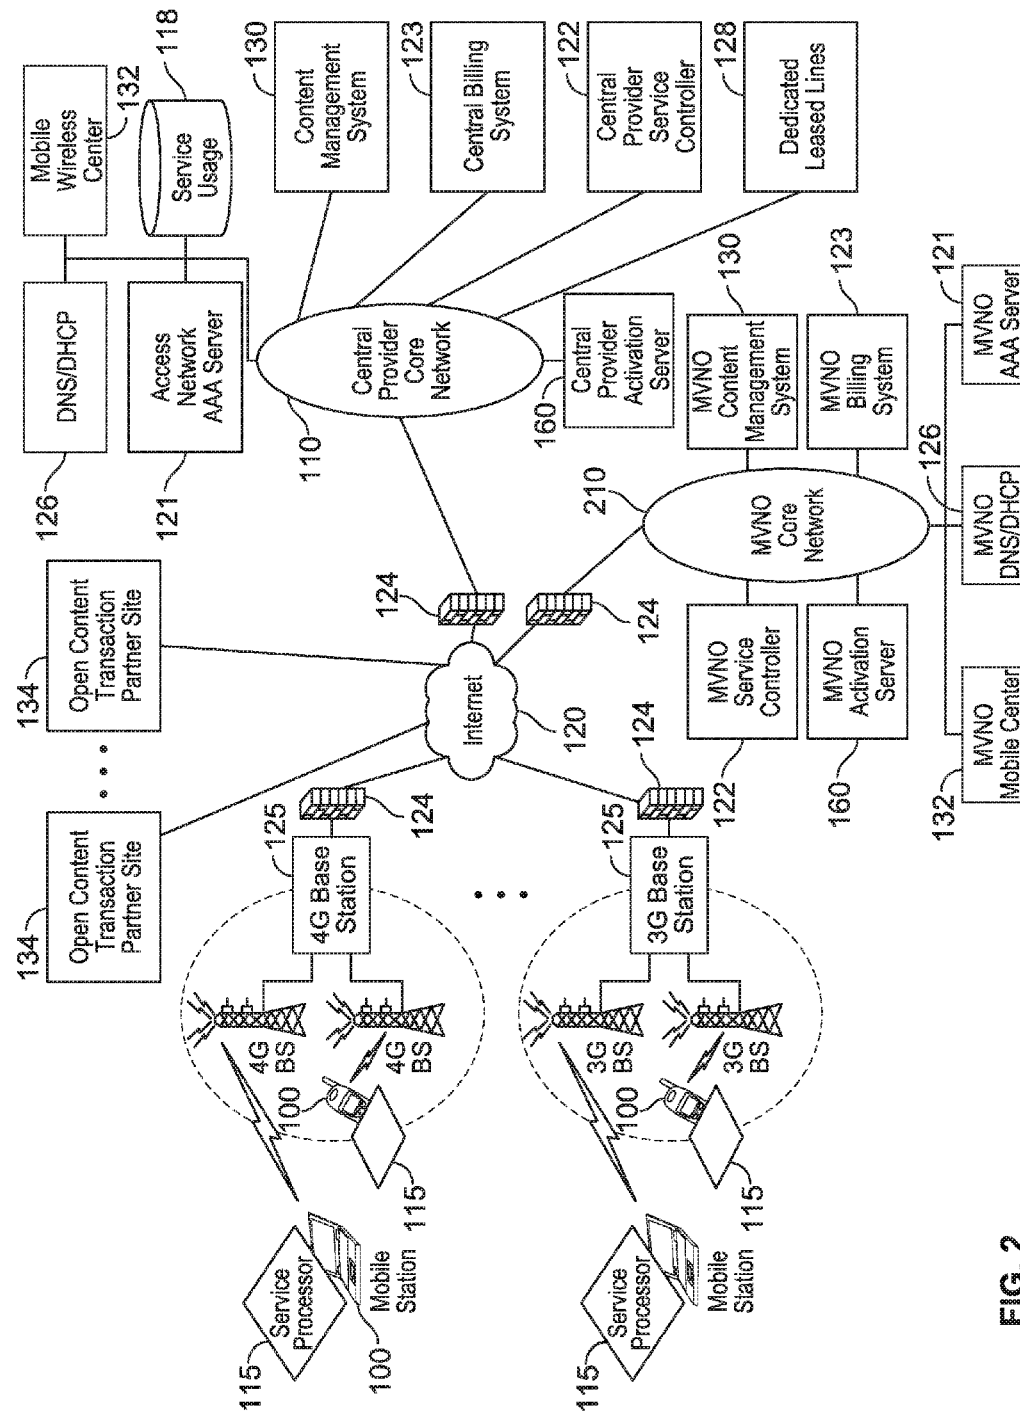 134
Open Content
Transaction
Partner Site
134
Open Content
Transaction
Partner Site
126
DNS/DHCP
Mobile
Wireless
Center
132
121
Access
Network
AAA Server
Service
Usage
118
110
Central
Provider
Core
Network
Content
Management
System
130
Central Billing
System
123
Central
Provider
Service
Controller
122
Dedicated
Leased Lines
128
160
Central
Provider
Activation
Server
115
Service
Processor
100
Mobile
Station
115
100
4G
BS
4G
BS
4G Base
Station
125
124
Internet
120
124
124
115
Service
Processor
Mobile
Station
115
100
3G
BS
3G
BS
3G Base
Station
125
124
210
MVNO
Core
Network
122
MVNO
Service
Controller
MVNO
Content
Management
System
130
160
MVNO
Activation
Server
MVNO
Billing
System
123
132
MVNO
Mobile Center
126
MVNO
DNS/DHCP
121
MVNO
AAA Server
FIG. 2